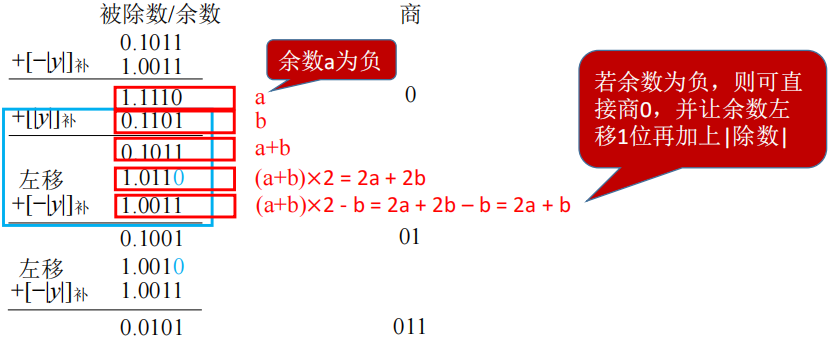 被除数/余数 商
0.1011
+[−|y|]补 1.0011
余数a为负
1.1110 a 0
+[|y|]补 0.1101 b
0.1011 a+b
左移 1.0110 (a+b)×2 = 2a + 2b
+[−|y|]补 1.0011 (a+b)×2 - b = 2a + 2b – b = 2a + b
0.1001 01
左移 1.0010
+[−|y|]补 1.0011
0.0101 011
若余数为负，则可直
接商0，并让余数左
移1位再加上|除数|